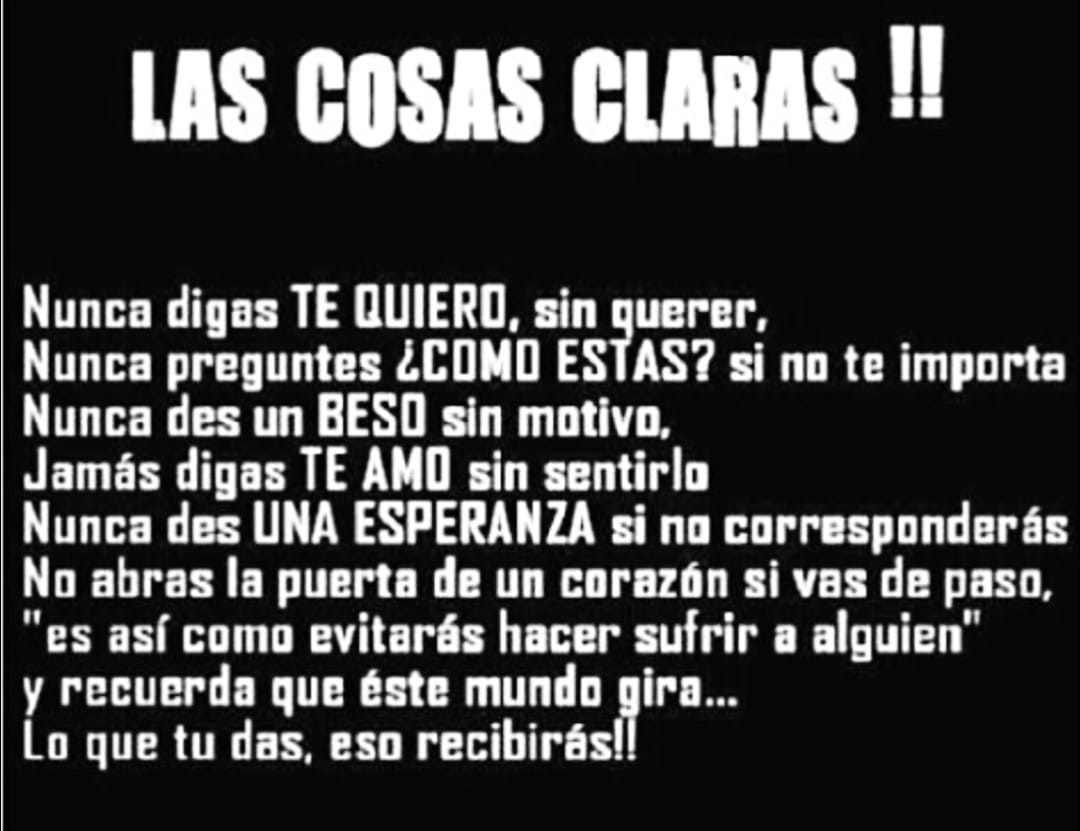 LAS COSAS CLARAS !!
Nunca digas TE QUIERO, sin querer,
Nunca preguntes ¿COMO ESTAS? si no te importa
Nunca des un BESO sin motivo,
Jamás digas TE AMO sin sentirlo
Nunca des UNA ESPERANZA si no corresponderás
No abras la puerta de un corazón si vas de paso,
"es así como evitarás hacer sufrir a alguien"
y recuerda que éste mundo gira...
Lo que tu das, eso recibirás!!